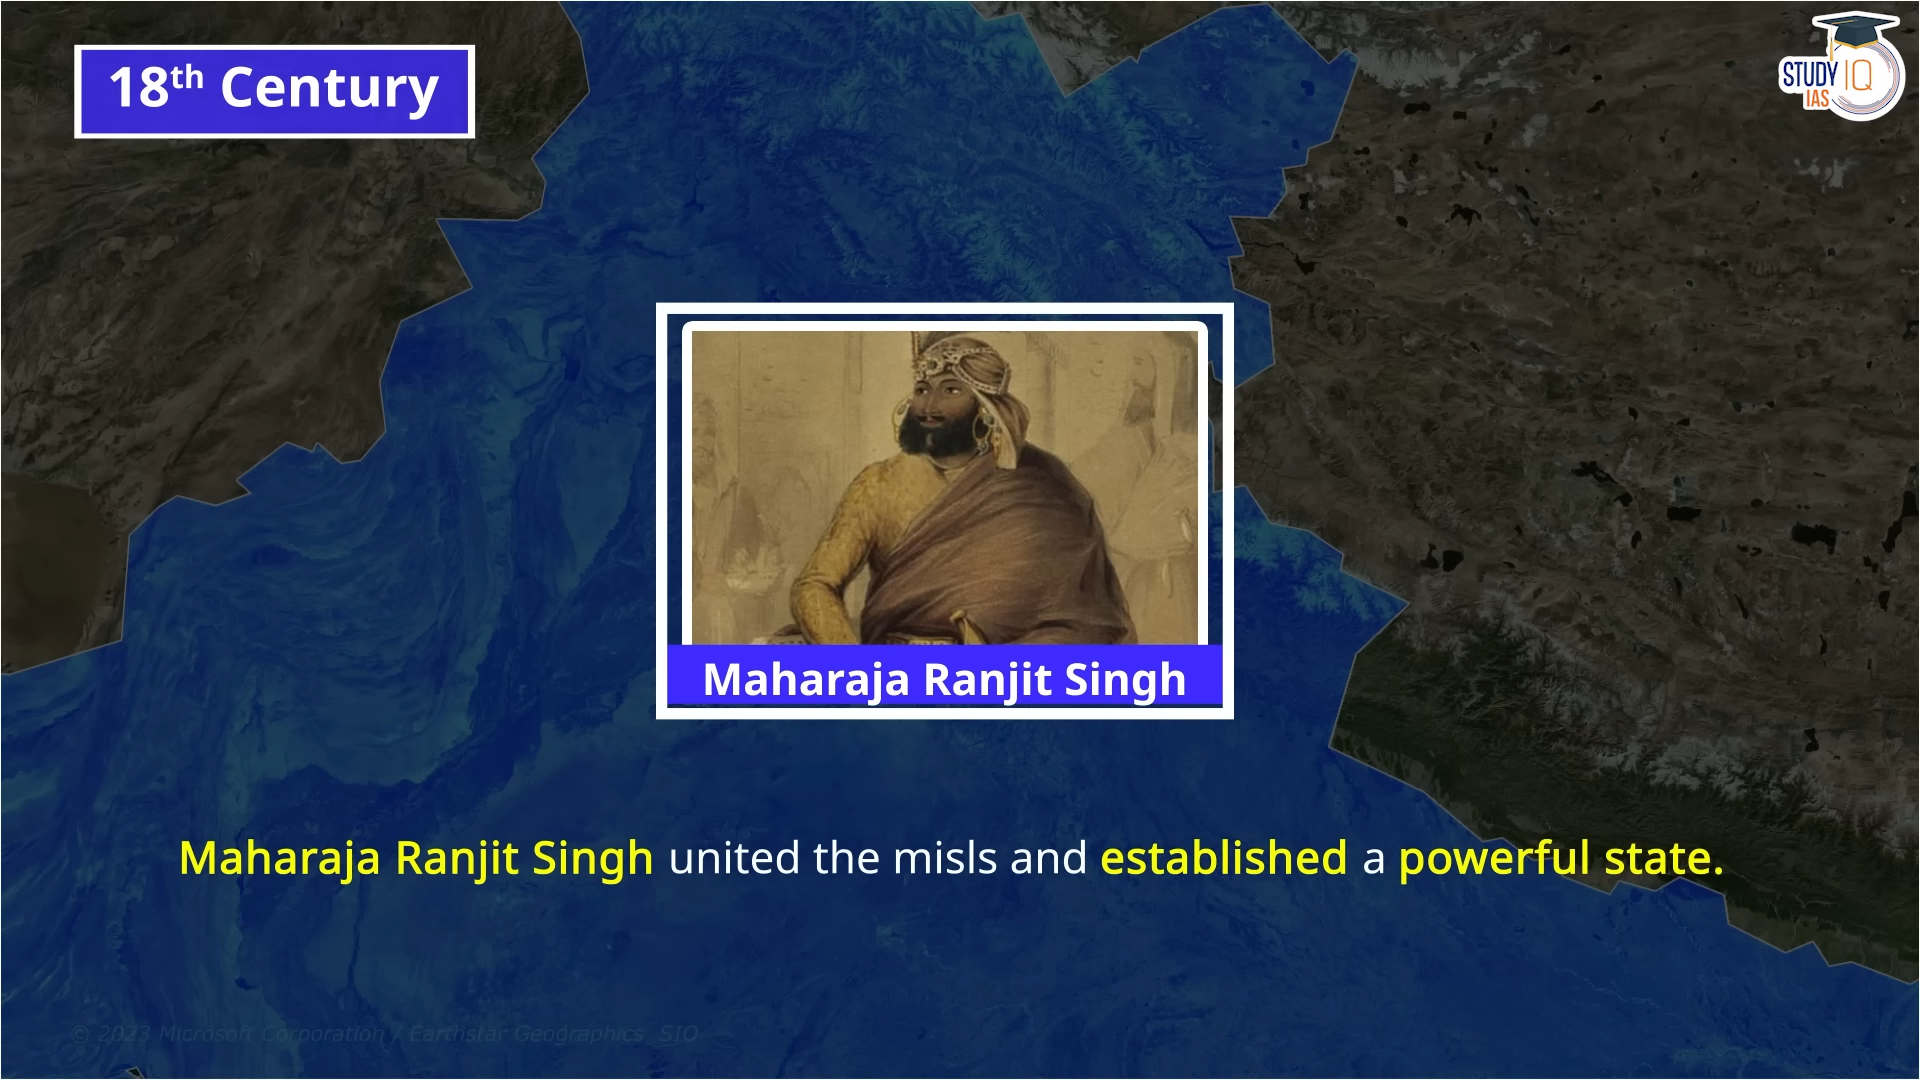 18th Century
STUDY IQ
IAS
Maharaja Ranjit Singh
Maharaja Ranjit Singh united the misls and established a powerful state.
© 2023 Microsoft Corporation / Earthstar Geographics SIO